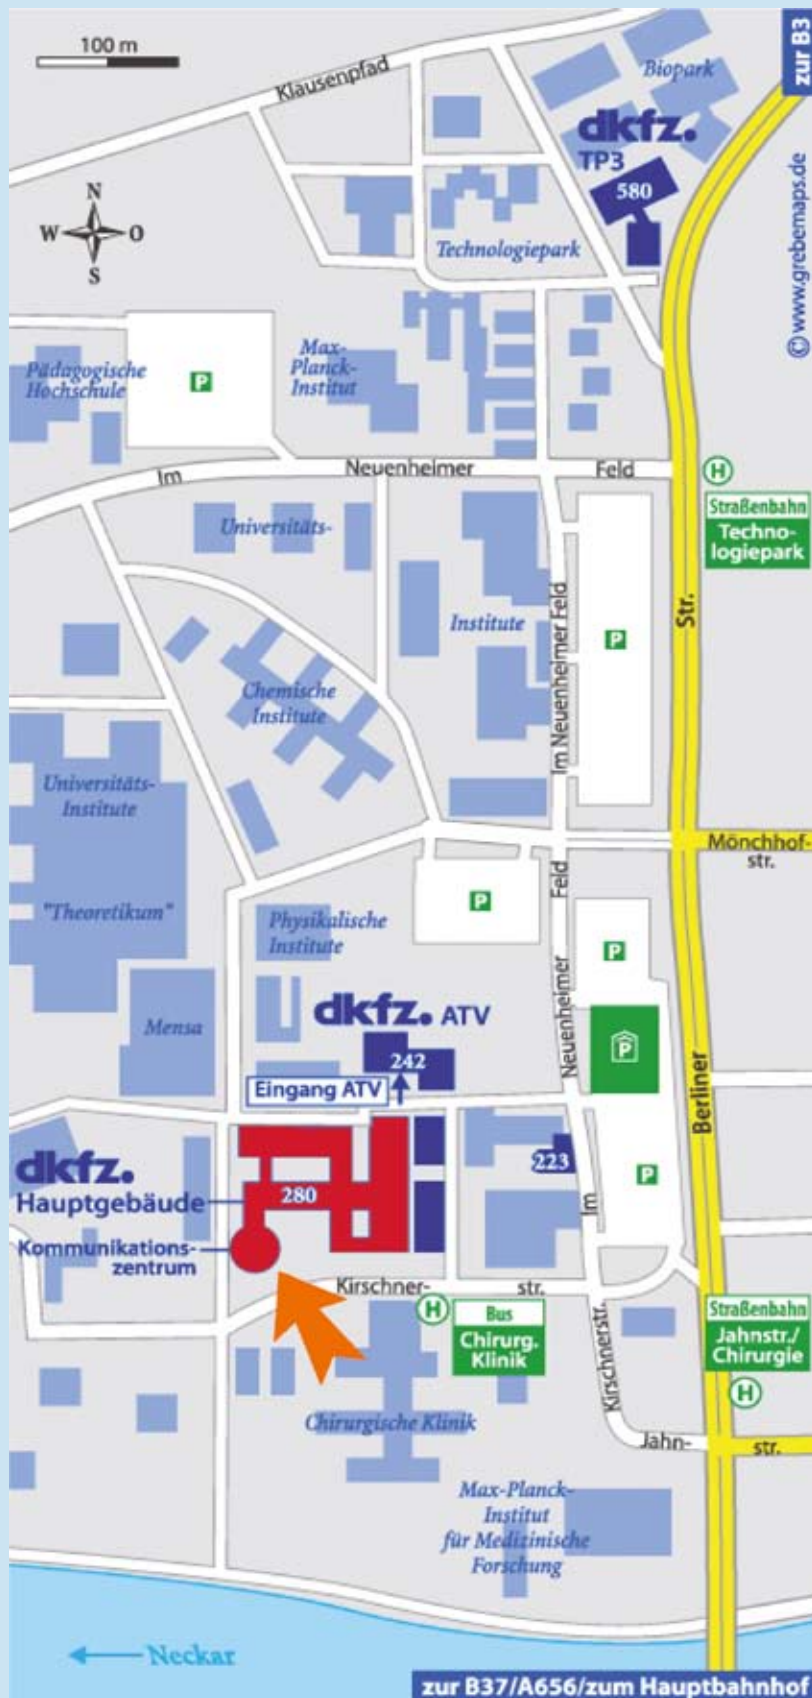 100 m
zur B3
Klausenpfad
Biopark
dkfz.
TP3
580
© www.grebemaps.de
N
W
O
S
Technologiepark
Pädagogische
Hochschule
P
Max-
Planck-
Institut
Im
Neuenheimer
Feld
H
Straßenbahn
Techno-
logiepark
Universitäts-
Institute
Im Neuenheimer Feld
P
Str.
Chemische
Institute
Universitäts-
Institute
Mönchhof-
str.
"Theoretikum"
P
Feld
Physikalische
Institute
P
Neuenheimer
Mensa
dkfz. ATV
242
P
Eingang ATV
Berliner
dkfz.
Hauptgebäude
280
223
P
Im
Kommunikations-
zentrum
Kirschner-
str.
H
Bus
Chirurg.
Klinik
Straßenbahn
Jahnstr./
Chirurgie
H
Kirschnerstr.
Chirurgische Klinik
Jahn-
str.
Max-Planck-
Institut
für Medizinische
Forschung
Neckar
zur B37/A656/zum Hauptbahnhof